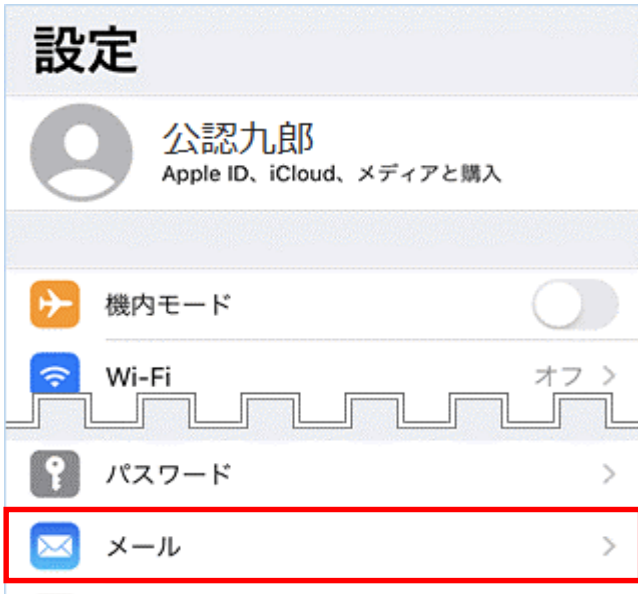 設定
公認九郎
Apple ID、iCloud、メディアと購入
機内モード
Wi-Fi オフ
パスワード
メール